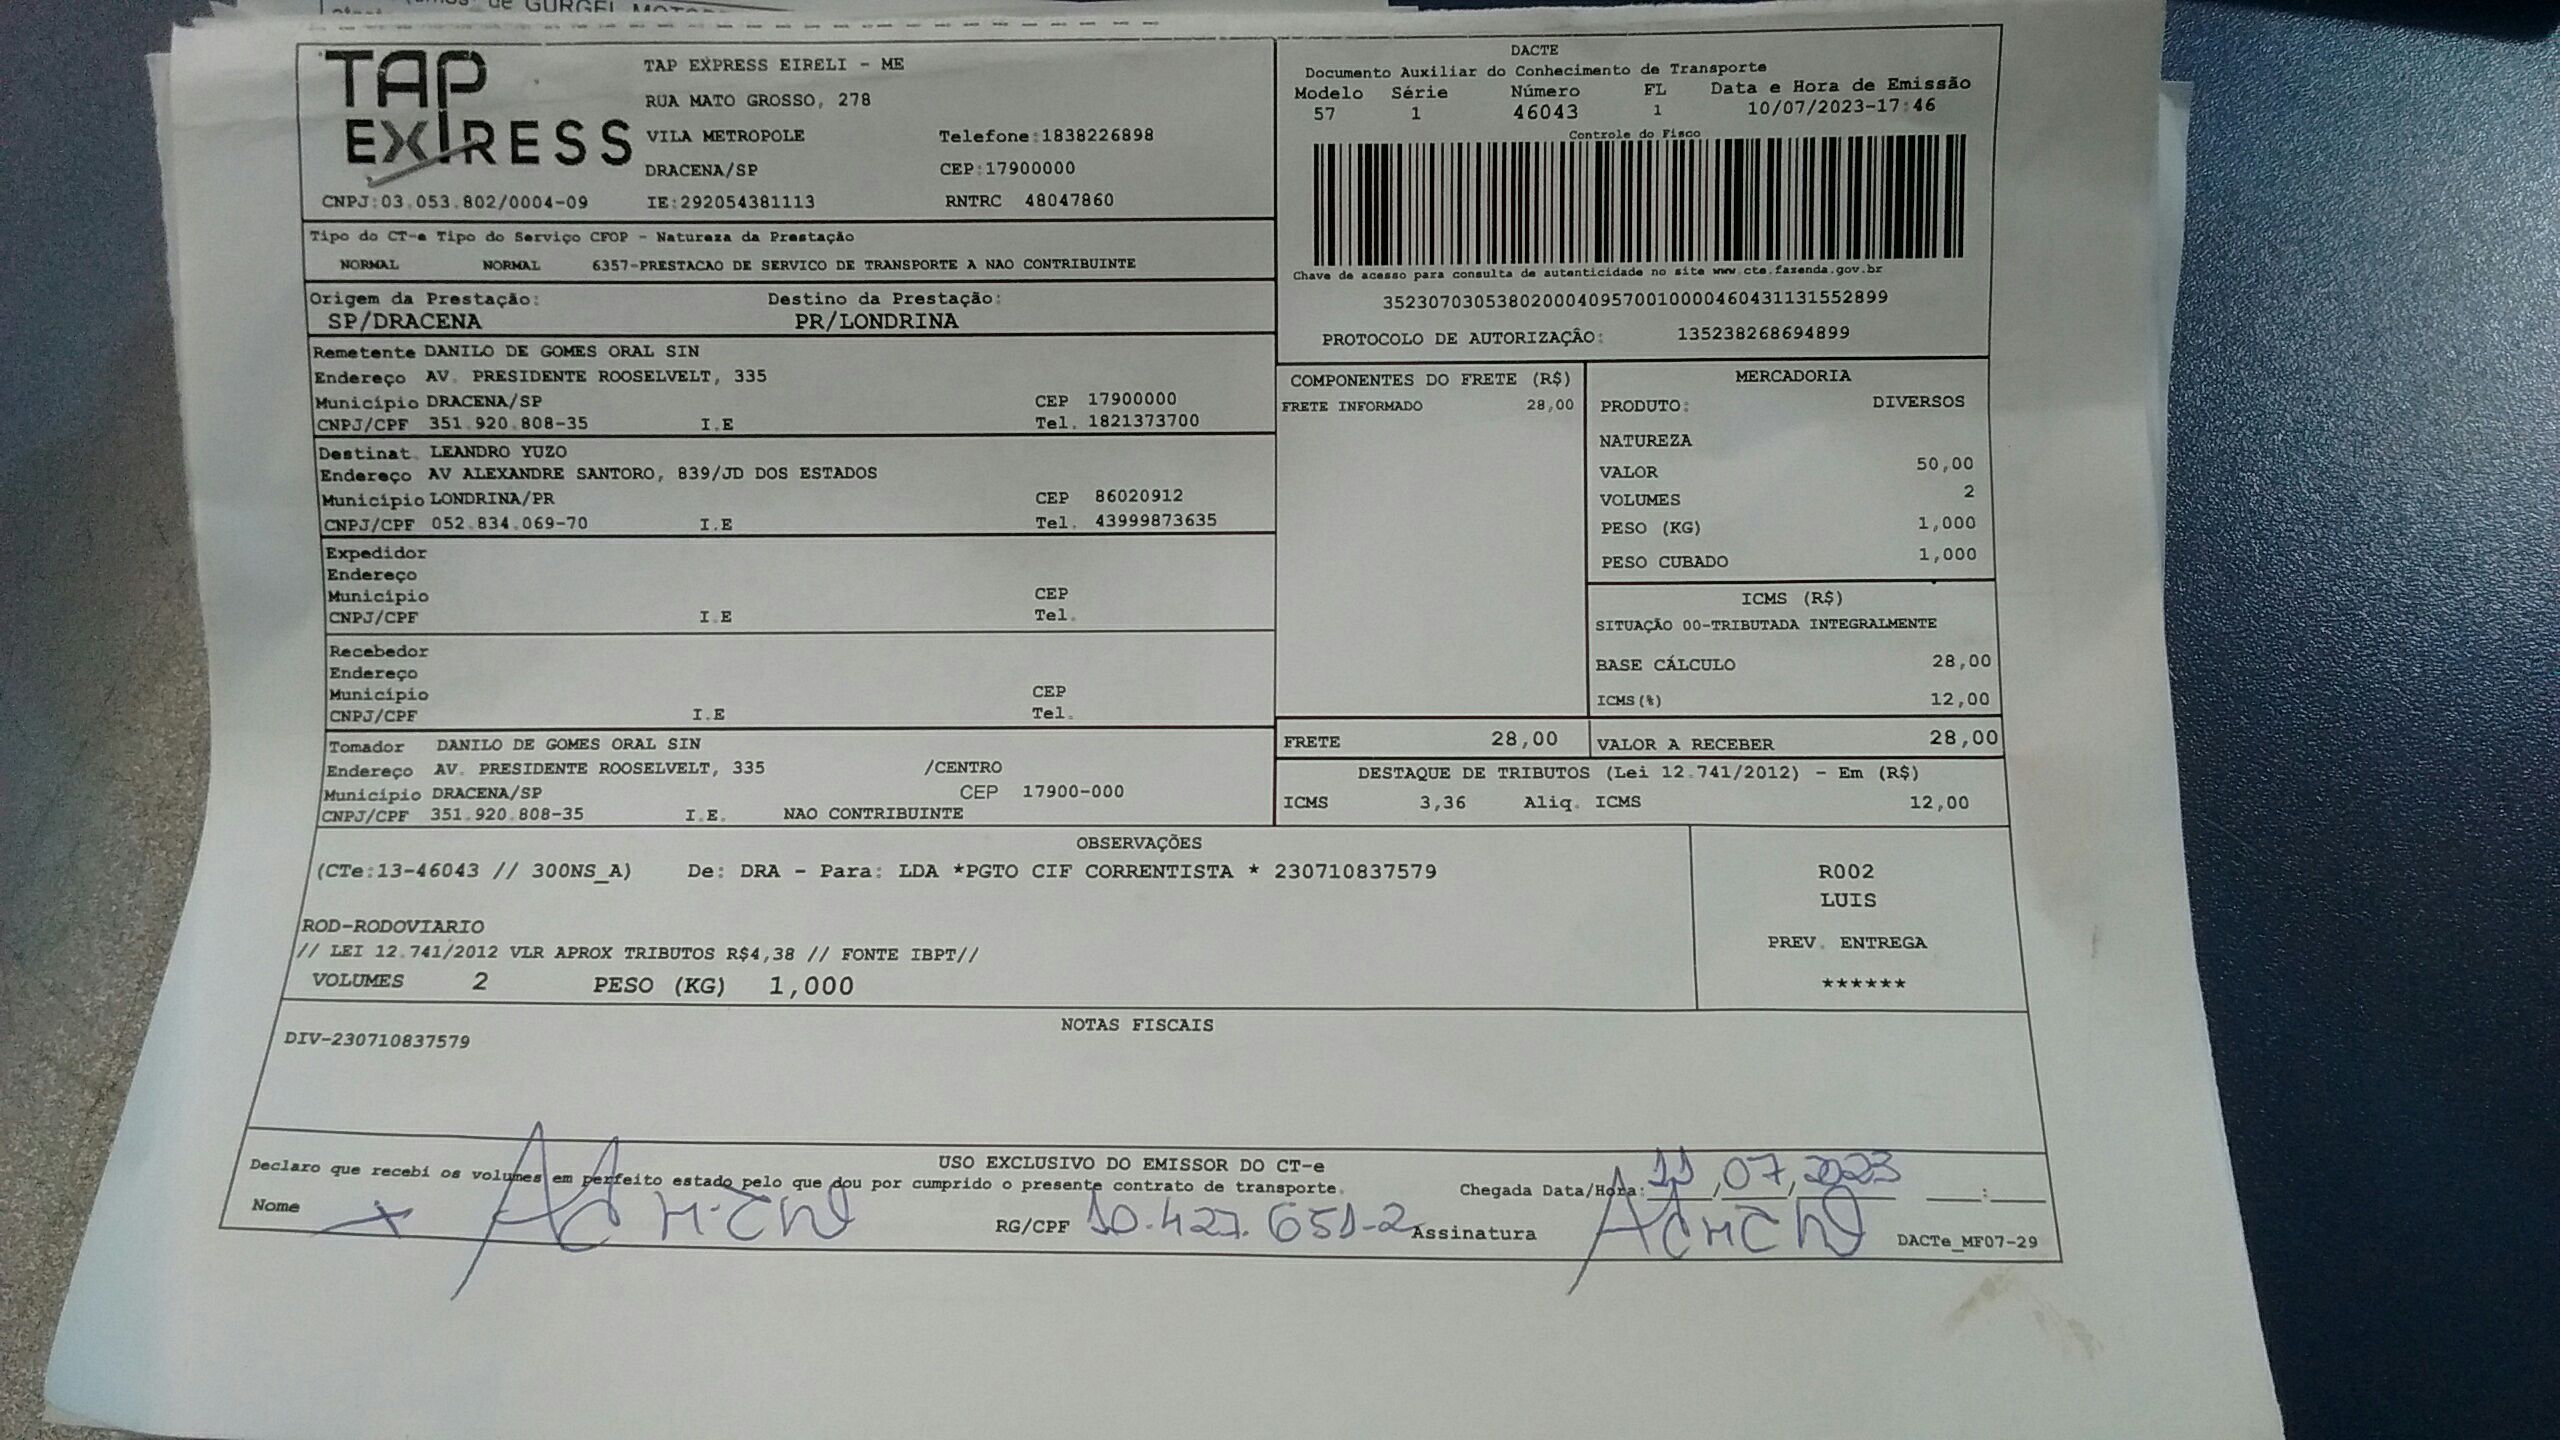 de GURGEL
TAP EXPRESS
TAP EXPRESS EIRELI - ME
RUA MATO GROSSO, 278
VILA METROPOLE Telefone:1838226898
DRACENA/SP CEP:17900000
CNPJ:03.053.802/0004-09 IE:292054381113 RNTRC 48047860
DACTE
Documento Auxiliar do Conhecimento de Transporte
Modelo Série Número FL Data e Hora de Emissão
57 1 46043 1 10/07/2023-17:46
Controle do Fisco
Chave de acesso para consulta de autenticidade no site www.cte.fazenda.gov.br
35230703053802000409570010000460431131552899
PROTOCOLO DE AUTORIZAÇÃO: 135238268694899
Tipo do CT-e Tipo do Serviço CFOP - Natureza da Prestação
NORMAL NORMAL 6357-PRESTACAO DE SERVICO DE TRANSPORTE A NAO CONTRIBUINTE
Origem da Prestação: Destino da Prestação:
SP/DRACENA PR/LONDRINA
Remetente DANILO DE GOMES ORAL SIN
Endereço AV. PRESIDENTE ROOSELVELT, 335
Município DRACENA/SP CEP 17900000
CNPJ/CPF 351.920.808-35 I.E Tel. 1821373700
Destinat. LEANDRO YUZO
Endereço AV ALEXANDRE SANTORO, 839/JD DOS ESTADOS
Município LONDRINA/PR CEP 86020912
CNPJ/CPF 052.834.069-70 I.E Tel. 43999873635
Expedidor
Endereço
Município CEP
CNPJ/CPF I.E Tel.
Recebedor
Endereço
Município CEP
CNPJ/CPF I.E Tel.
Tomador DANILO DE GOMES ORAL SIN
Endereço AV. PRESIDENTE ROOSELVELT, 335 /CENTRO
Município DRACENA/SP CEP 17900-000
CNPJ/CPF 351.920.808-35 I.E. NAO CONTRIBUINTE
COMPONENTES DO FRETE (R$)
FRETE INFORMADO 28,00
MERCADORIA
PRODUTO: DIVERSOS
NATUREZA
VALOR 50,00
VOLUMES 2
PESO (KG) 1,000
PESO CUBADO 1,000
ICMS (R$)
SITUAÇÃO 00-TRIBUTADA INTEGRALMENTE
BASE CÁLCULO 28,00
ICMS(%) 12,00
FRETE 28,00 VALOR A RECEBER 28,00
DESTAQUE DE TRIBUTOS (Lei 12.741/2012) - Em (R$)
ICMS 3,36 Aliq. ICMS 12,00
OBSERVAÇÕES
(CTe:13-46043 // 300NS_A) De: DRA - Para: LDA *PGTO CIF CORRENTISTA * 230710837579
ROD-RODOVIARIO
// LEI 12.741/2012 VLR APROX TRIBUTOS R$4,38 // FONTE IBPT//
VOLUMES 2 PESO (KG) 1,000
R002
LUIS
PREV. ENTREGA
******
NOTAS FISCAIS
DIV-230710837579
USO EXCLUSIVO DO EMISSOR DO CT-e
Declaro que recebi os volumes em perfeito estado pelo que dou por cumprido o presente contrato de transporte.
Chegada Data/Hora: 11,07,2023 :
Nome RG/CPF 10.427.651-2 Assinatura
DACTe_MF07-29